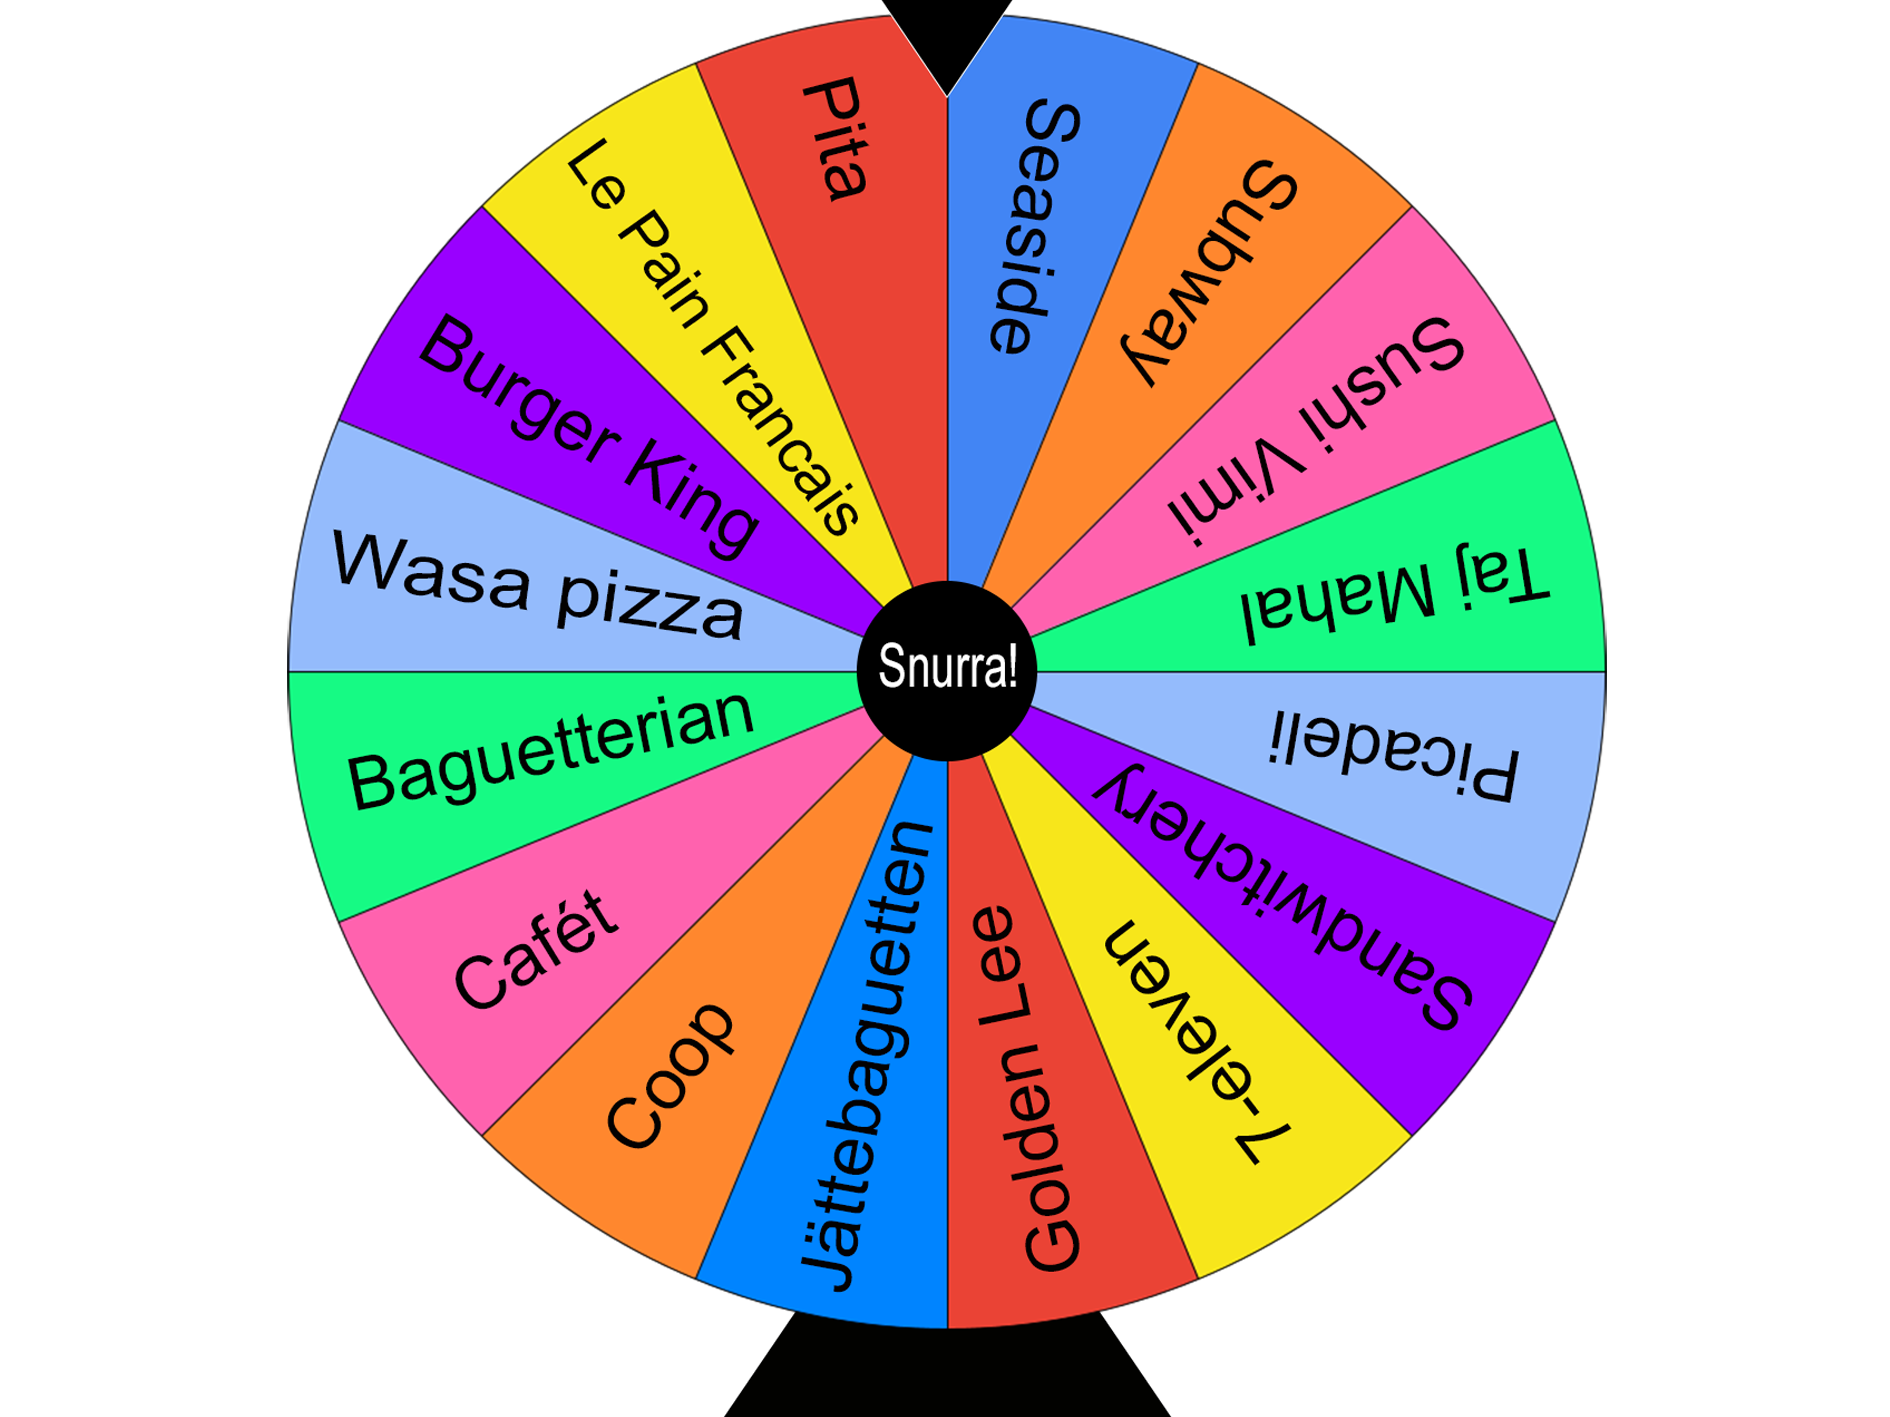 Seaside
Subway
Sushi Vimi
Taj Mahal
Picadeli
Sandwitchery
7-eleven
Golden Lee
Jättebaguetten
Coop
Cafét
Baguetterian
Wasa pizza
Burger King
Le Pain Francais
Pita
Snurra!